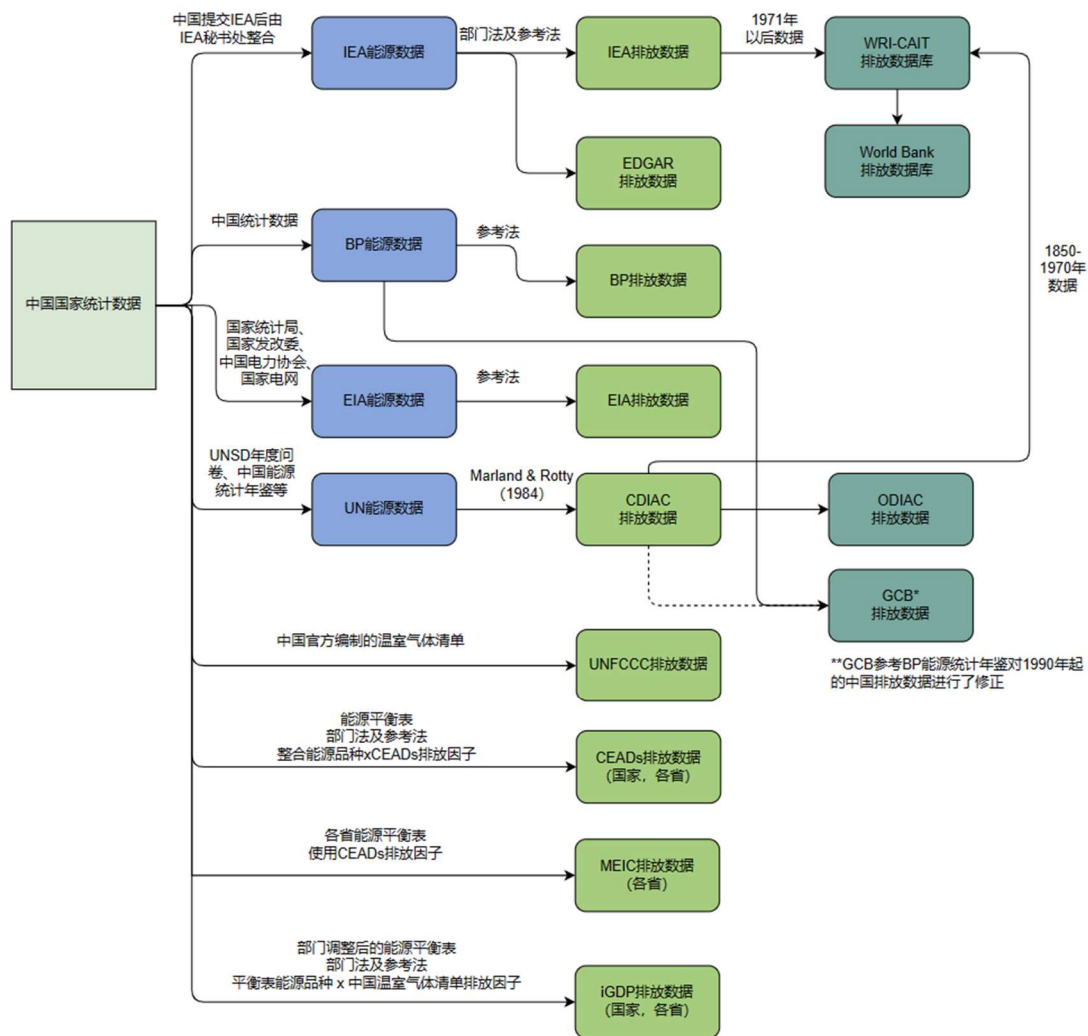 中国提交IEA后由
IEA秘书处整合
IEA能源数据
部门法及参考法
IEA排放数据
1971年
以后数据
WRI-CAIT
排放数据库
EDGAR
排放数据
World Bank
排放数据库
中国国家统计数据
中国统计数据
BP能源数据
参考法
BP排放数据
1850-
1970年
数据
国家统计局、
国家发改委、
中国电力协会、
国家电网
EIA能源数据
参考法
EIA排放数据
UNSD年度问
卷、中国能源
统计年鉴等
UN能源数据
Marland & Rotty
（1984）
CDIAC
排放数据
ODIAC
排放数据
GCB*
排放数据
**GCB参考BP能源统计年鉴对1990年起
的中国排放数据进行了修正
中国官方编制的温室气体清单
UNFCCC排放数据
能源平衡表
部门法及参考法
整合能源品种xCEADs排放因子
CEADs排放数据
（国家，各省）
各省能源平衡表
使用CEADs排放因子
MEIC排放数据
（各省）
部门调整后的能源平衡表
部门法及参考法
平衡表能源品种 x 中国温室气体清单排放因子
iGDP排放数据
（国家，各省）